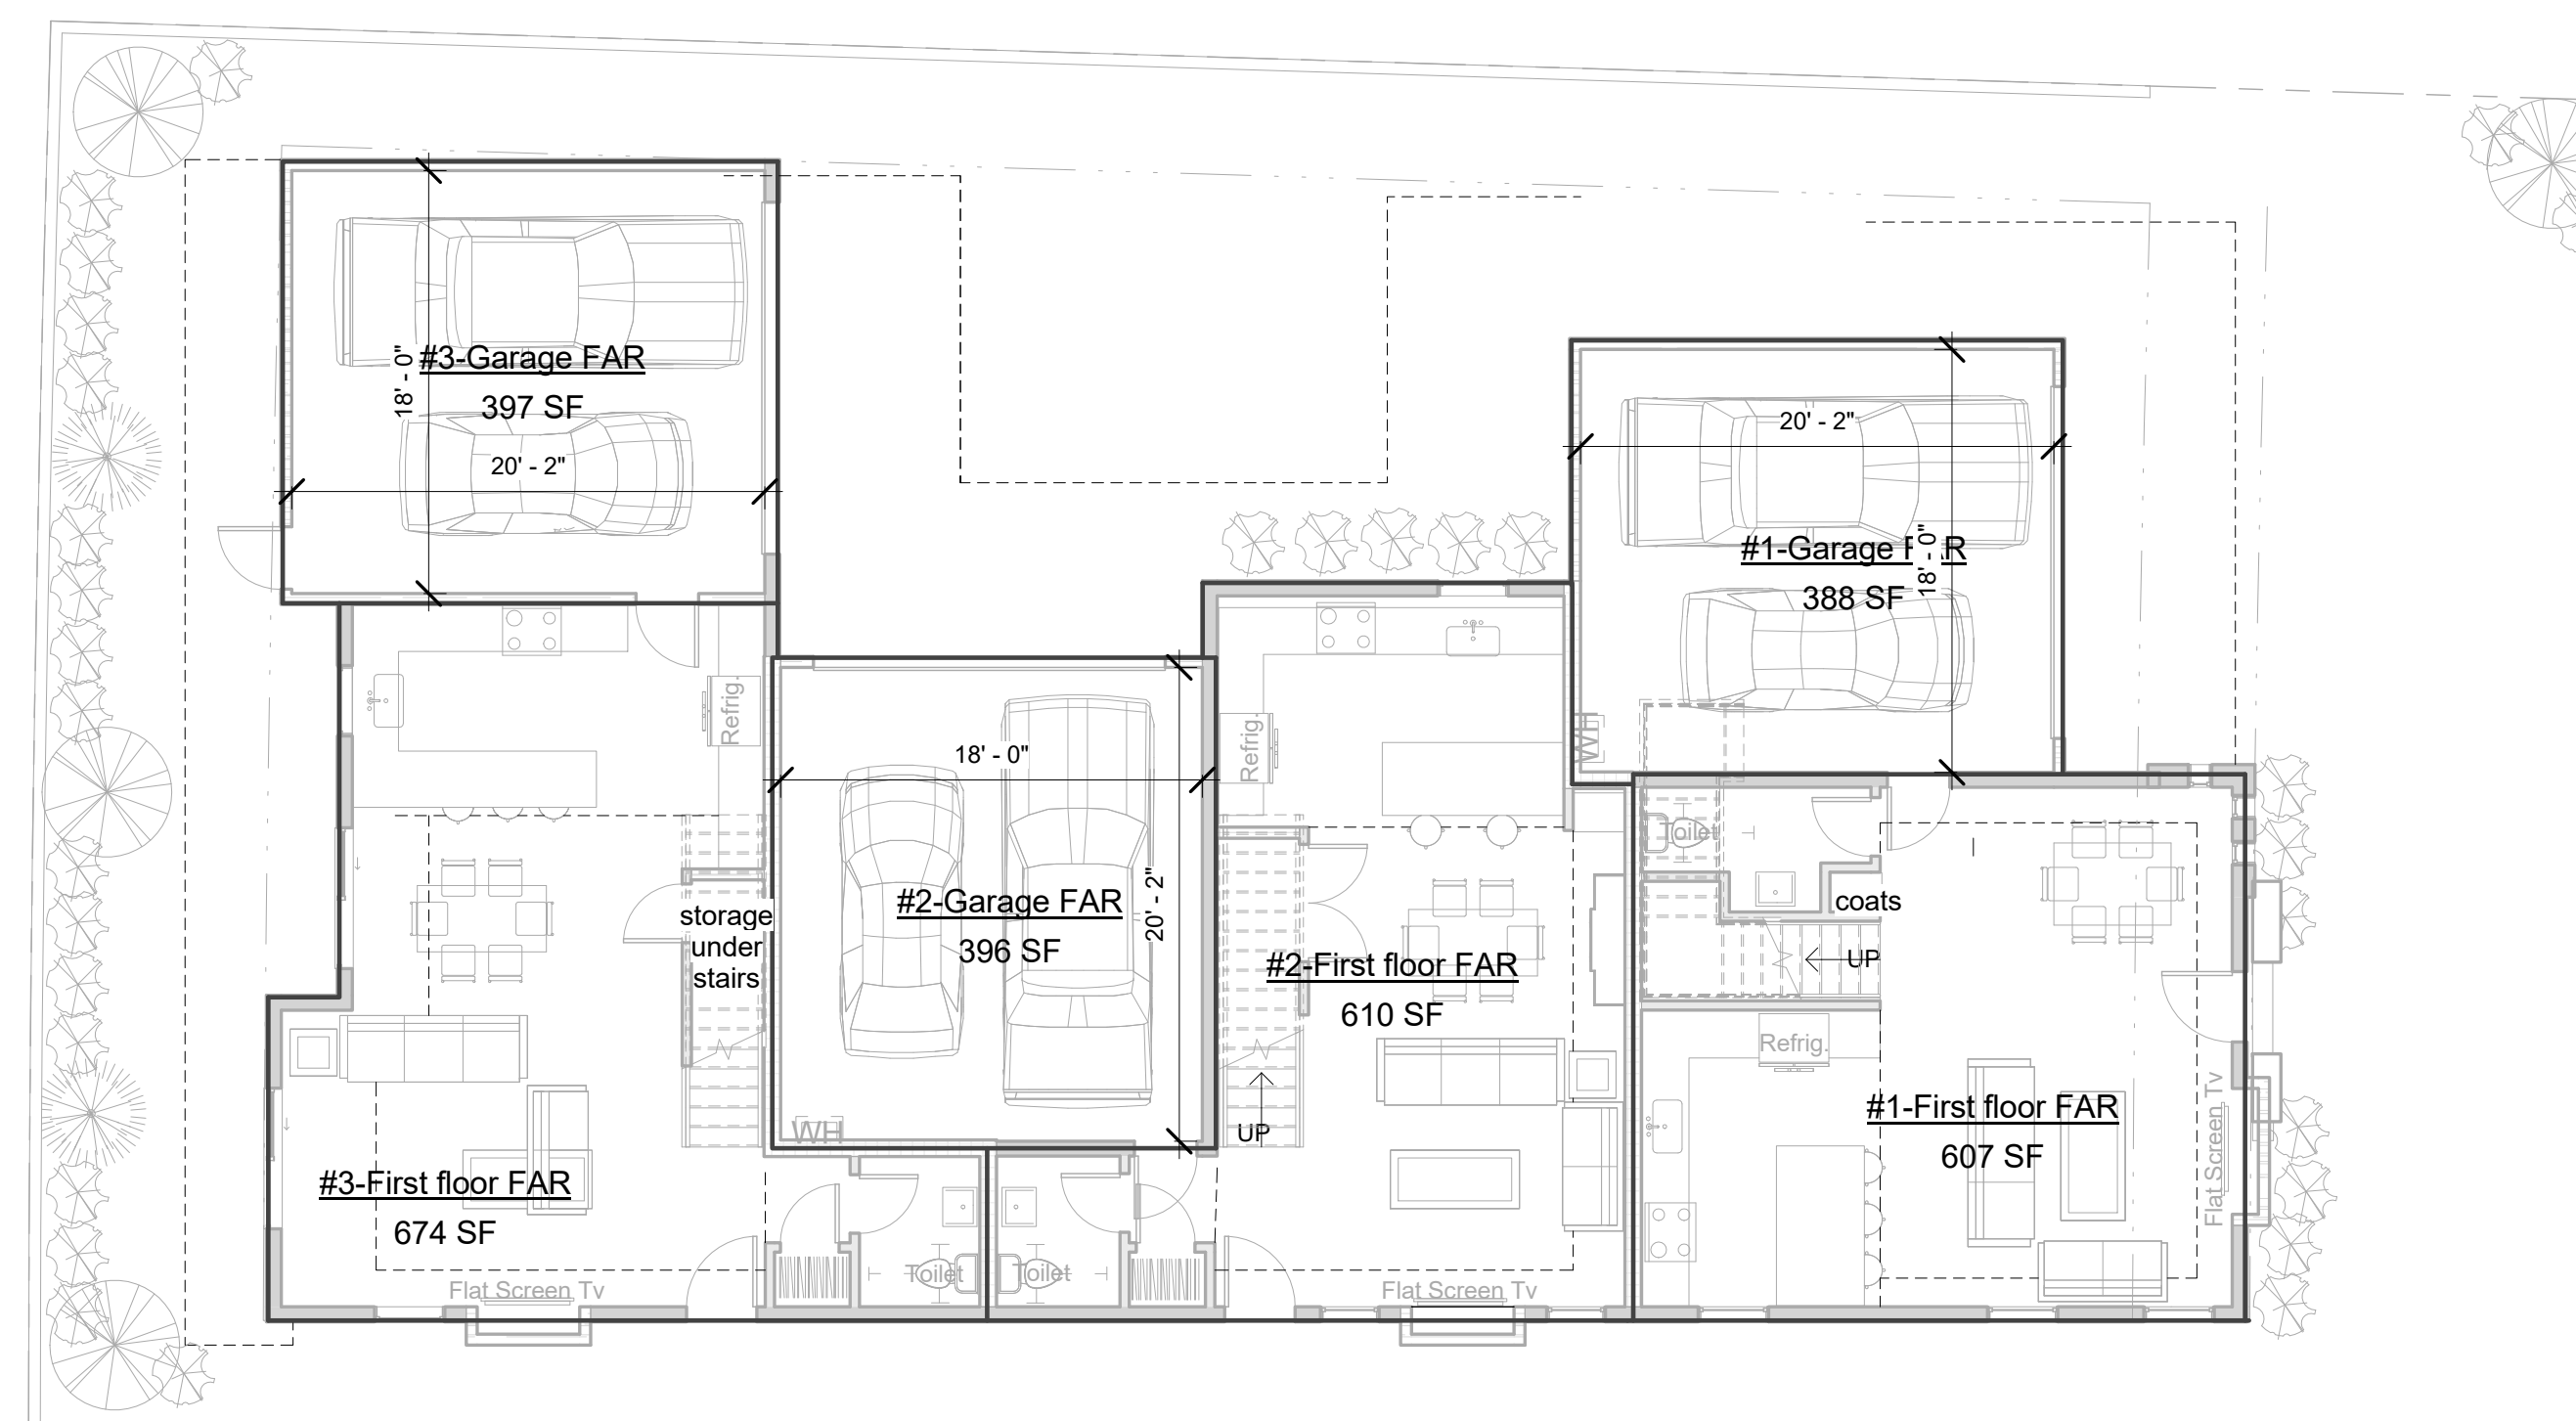 #3-Garage FAR
397 SF
18' - 0"
20' - 2"
20' - 2"
#1-Garage FAR
388 SF
18' - 0"
Refrig.
Refrig.
WH
18' - 0"
Toilet
storage
under
stairs
#2-Garage FAR
396 SF
20' - 2"
#2-First floor FAR
610 SF
coats
UP
Refrig.
#1-First floor FAR
607 SF
Flat Screen Tv
WH
UP
#3-First floor FAR
674 SF
Toilet
Toilet
Flat Screen Tv
Flat Screen Tv